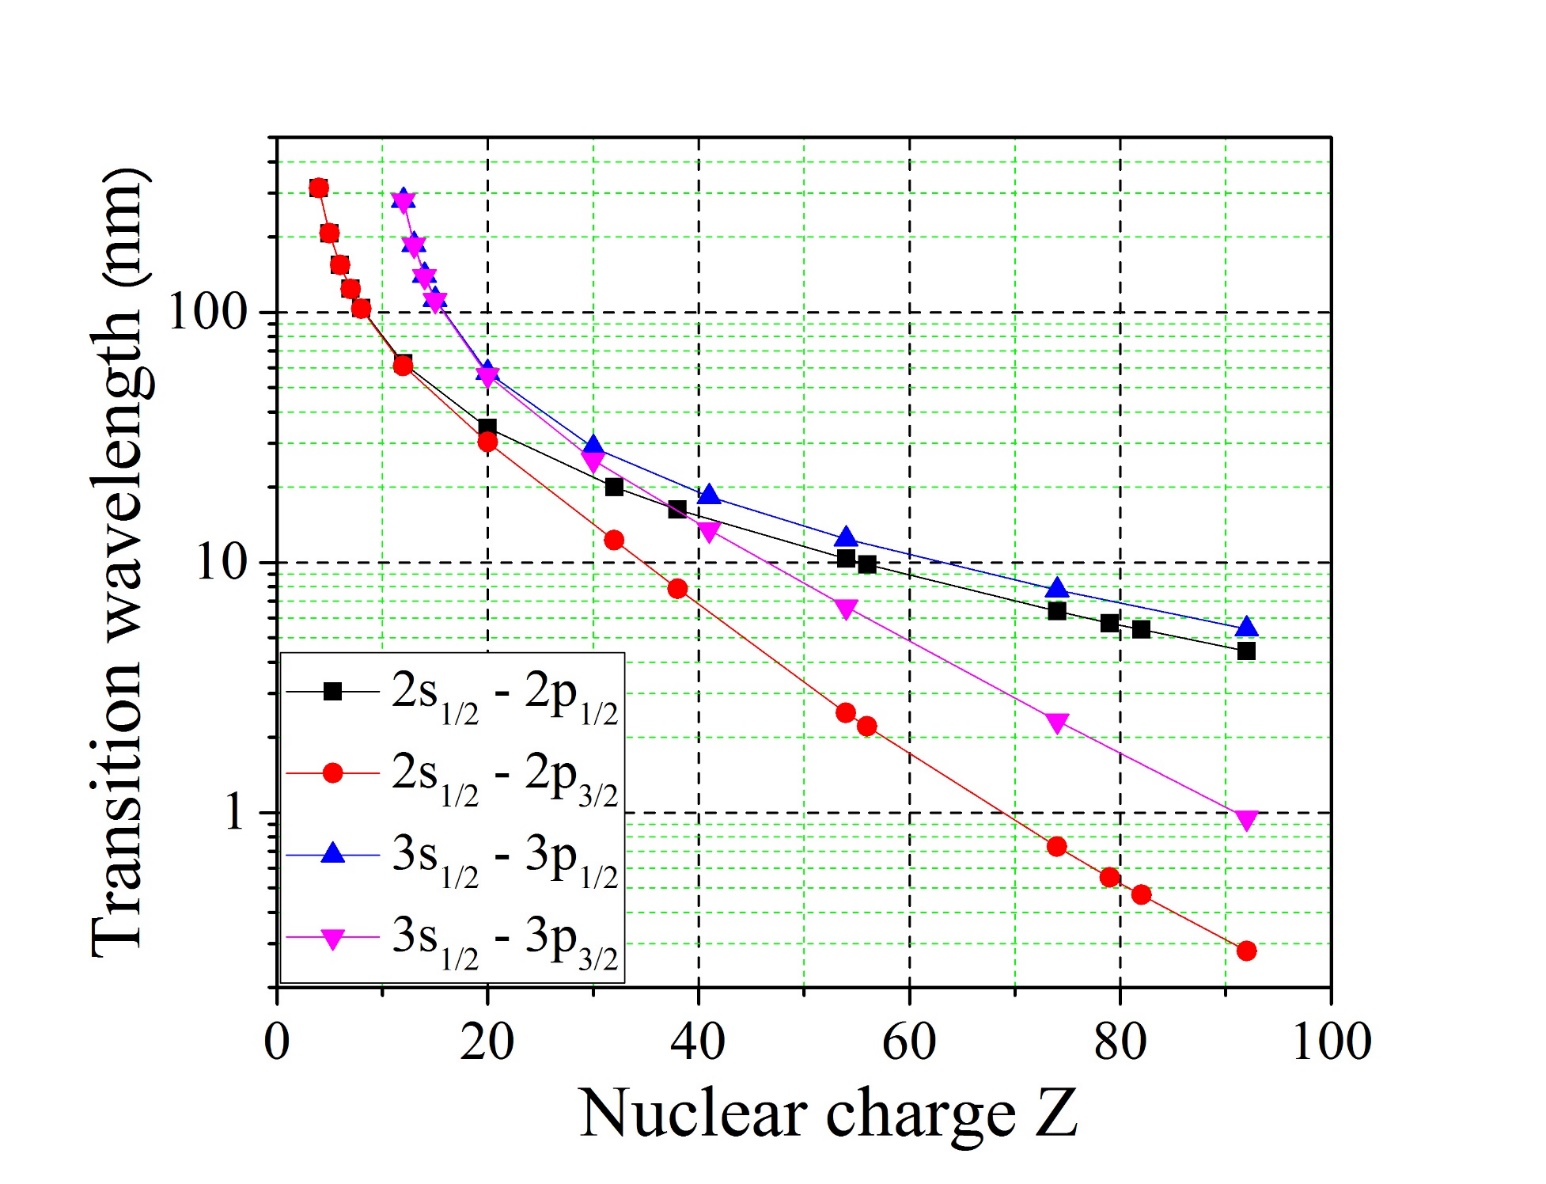 Transition wavelength (nm)
100
10
1
2s1/2 - 2p1/2
2s1/2 - 2p3/2
3s1/2 - 3p1/2
3s1/2 - 3p3/2
0 20 40 60 80 100
Nuclear charge Z